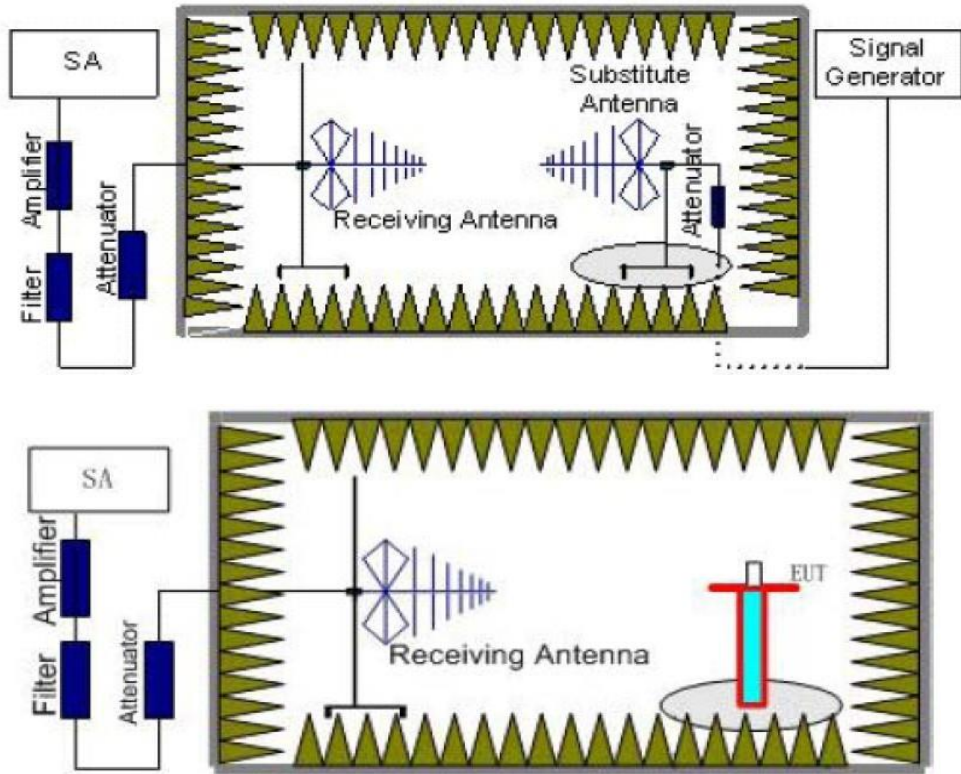 SA
Signal
Generator
Substitute
Antenna
Amplifier
Attenuator
Filter
Receiving Antenna
Attenuator
SA
Amplifier
Filter
Attenuator
Receiving Antenna
EUT